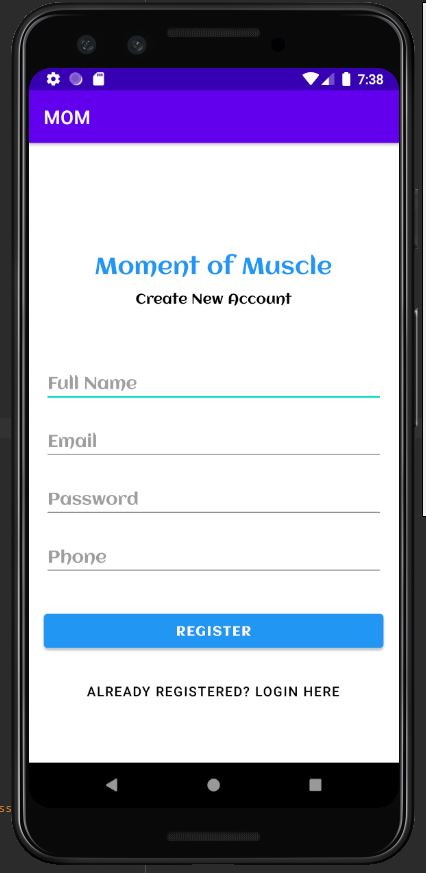 7:38
MOM
Moment of Muscle
Create New Account
Full Name
Email
Password
Phone
REGISTER
ALREADY REGISTERED? LOGIN HERE
ss